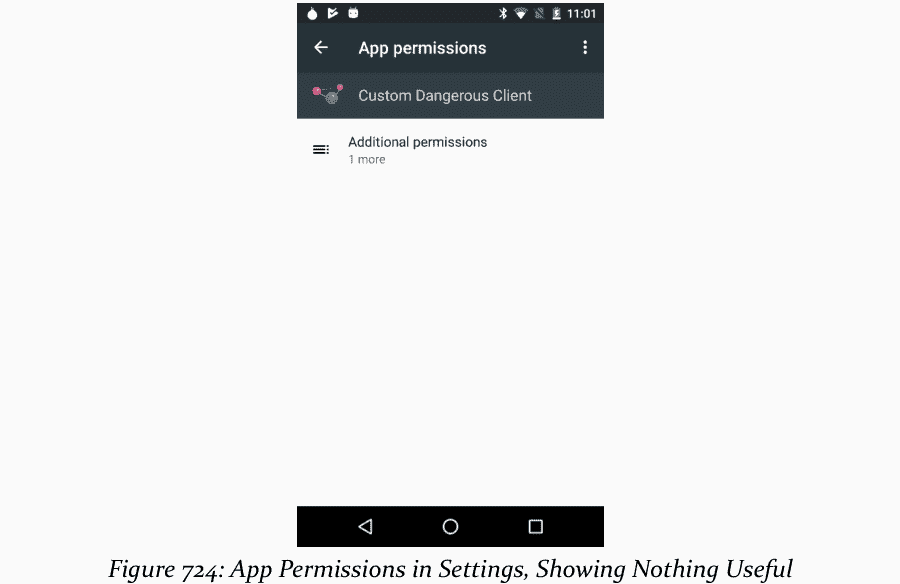 11:01
App permissions
Custom Dangerous Client
Additional permissions
1 more
Figure 724: App Permissions in Settings, Showing Nothing Useful